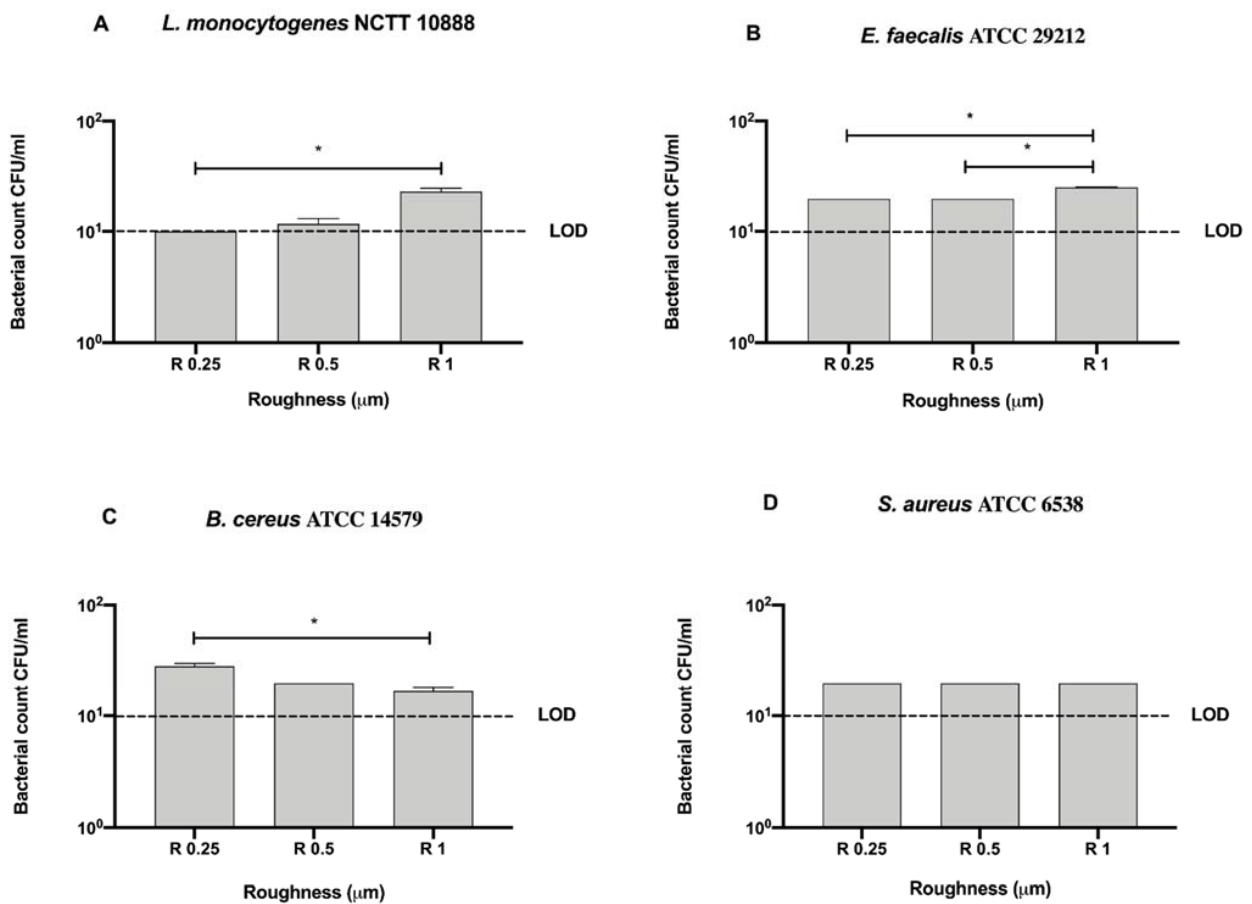 A L. monocytogenes NCTT 10888
Bacterial count CFU/ml
10²
10¹
10⁰
*
LOD
R 0.25 R 0.5 R 1
Roughness (μm)
B E. faecalis ATCC 29212
Bacterial count CFU/ml
10²
10¹
10⁰
*
*
LOD
R 0.25 R 0.5 R 1
Roughness (μm)
C B. cereus ATCC 14579
Bacterial count CFU/ml
10²
10¹
10⁰
*
LOD
R 0.25 R 0.5 R 1
Roughness (μm)
D S. aureus ATCC 6538
Bacterial count CFU/ml
10²
10¹
10⁰
LOD
R 0.25 R 0.5 R 1
Roughness (μm)